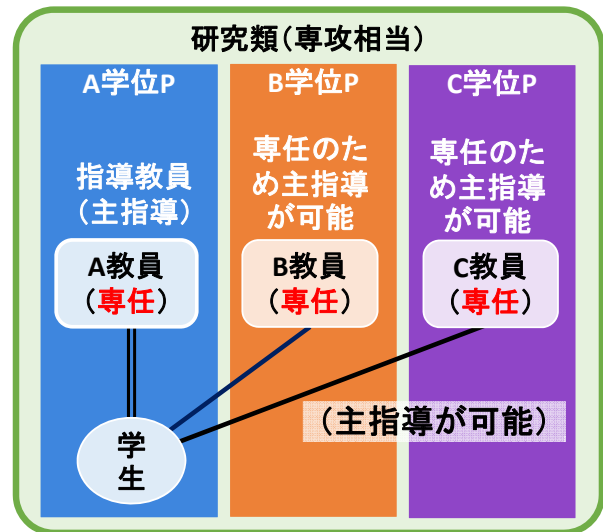 研究類（専攻相当）
A学位P
B学位P
C学位P
指導教員
（主指導）
専任のた
め主指導
が可能
専任のた
め主指導
が可能
A教員
（専任）
B教員
（専任）
C教員
（専任）
（主指導が可能）
学
生